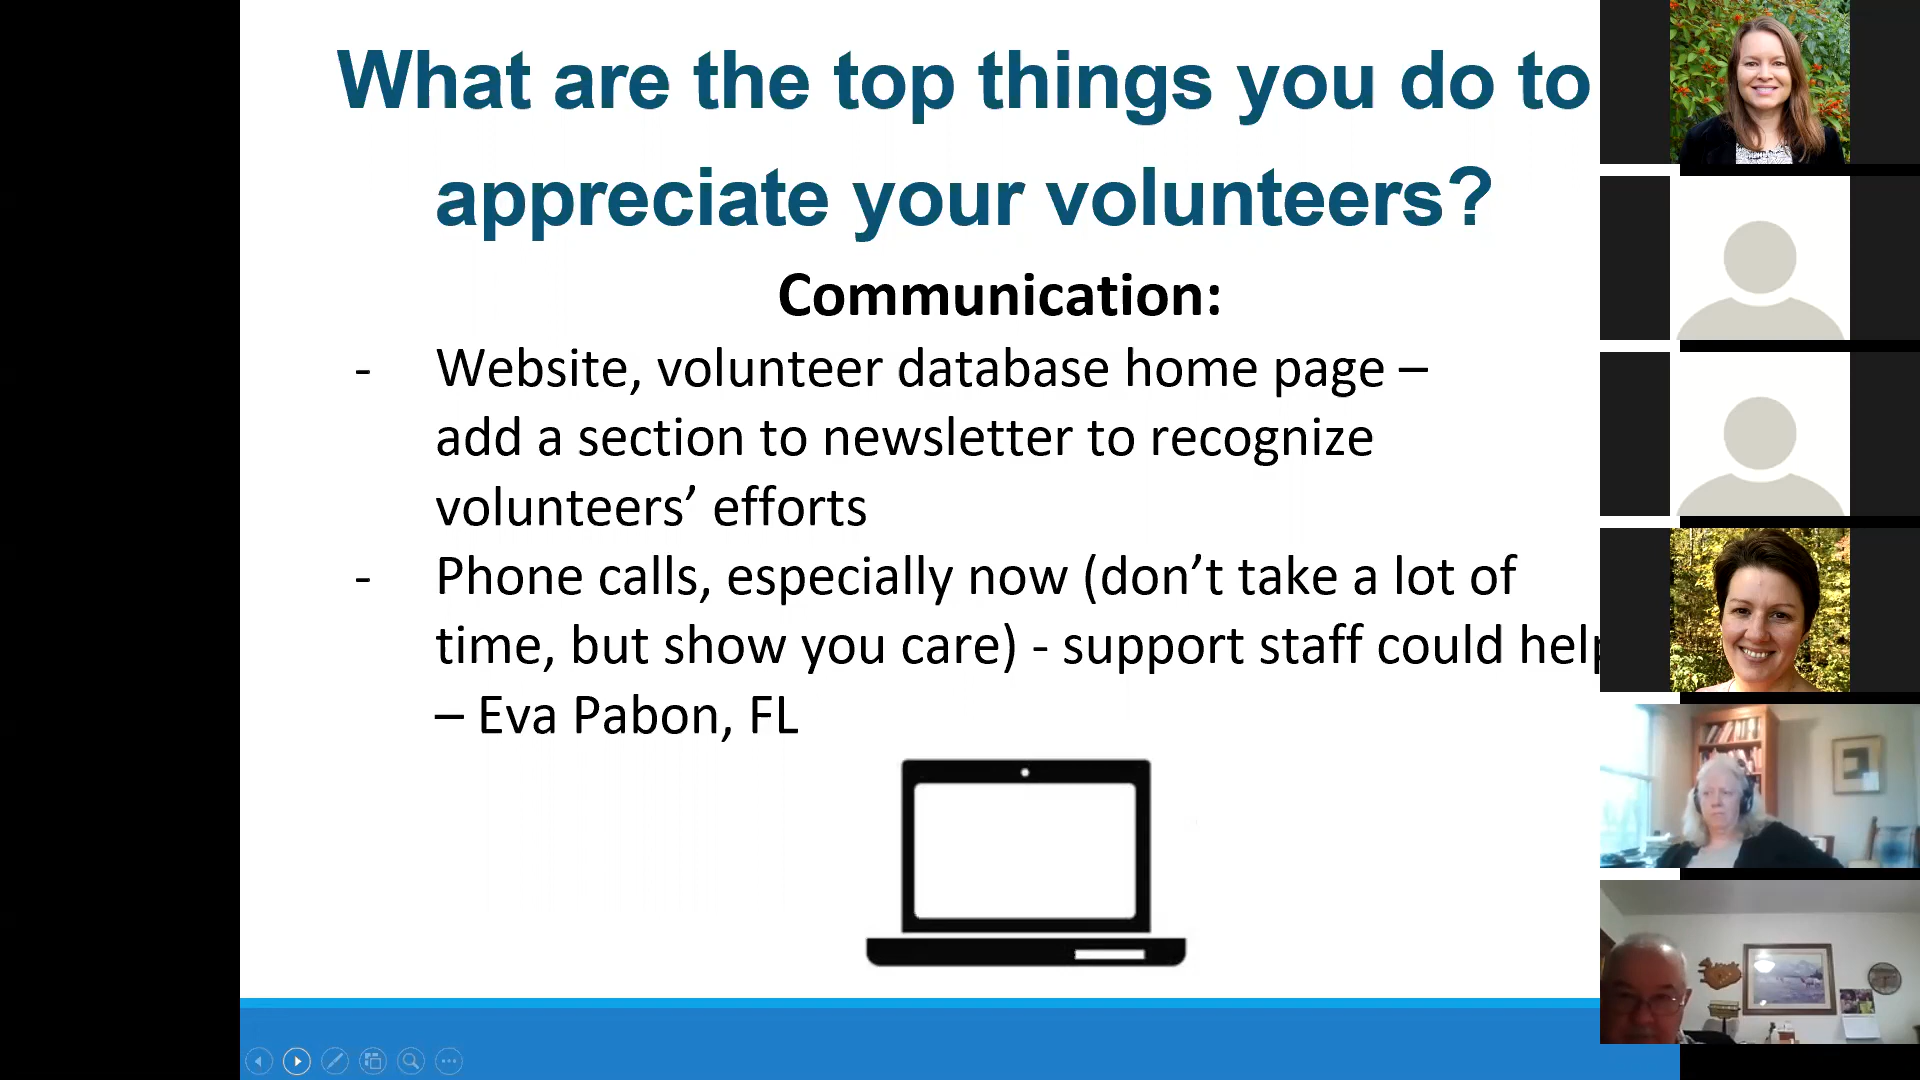 What are the top things you do to
appreciate your volunteers?
Communication:
- Website, volunteer database home page –
add a section to newsletter to recognize
volunteers’ efforts
- Phone calls, especially now (don’t take a lot of
time, but show you care) - support staff could help
– Eva Pabon, FL